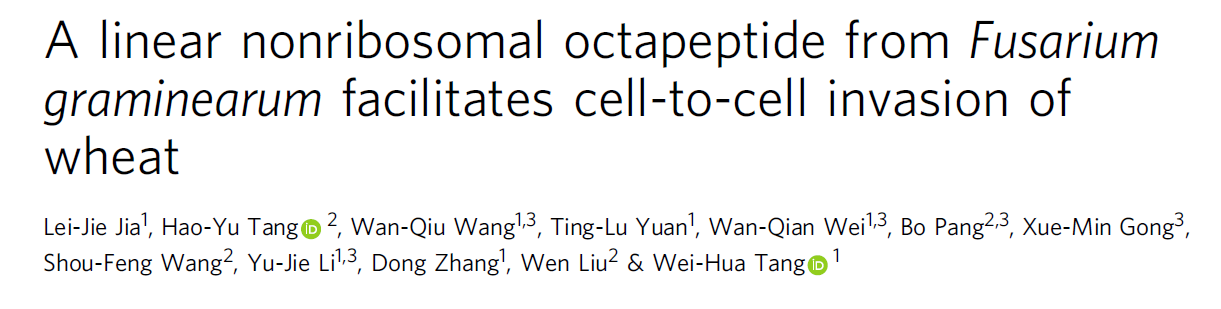 A linear nonribosomal octapeptide from Fusarium
graminearum facilitates cell-to-cell invasion of
wheat
Lei-Jie Jia1, Hao-Yu Tang iD 2, Wan-Qiu Wang1,3, Ting-Lu Yuan1, Wan-Qian Wei1,3, Bo Pang2,3, Xue-Min Gong3,
Shou-Feng Wang2, Yu-Jie Li1,3, Dong Zhang1, Wen Liu2 & Wei-Hua Tang iD 1